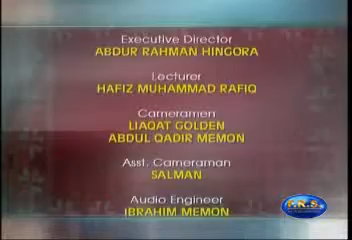 Executive Director
ABDUR RAHMAN HINGORA
Lecturer
HAFIZ MUHAMMAD RAFIQ
Cameramen
LIAQAT GOLDEN
ABDUL QADIR MEMON
Asst. Cameraman
SALMAN
Audio Engineer
IBRAHIM MEMON